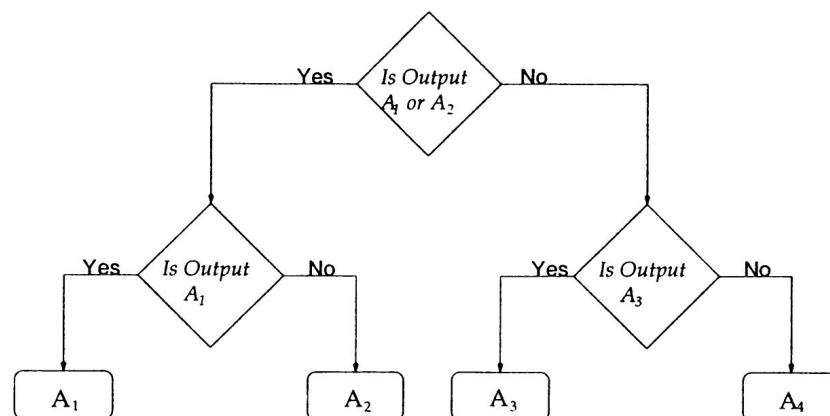 Yes
Is Output
A₁ or A₂
No
Yes
Is Output
A₁
No
Yes
Is Output
A₃
No
A₁
A₂
A₃
A₄